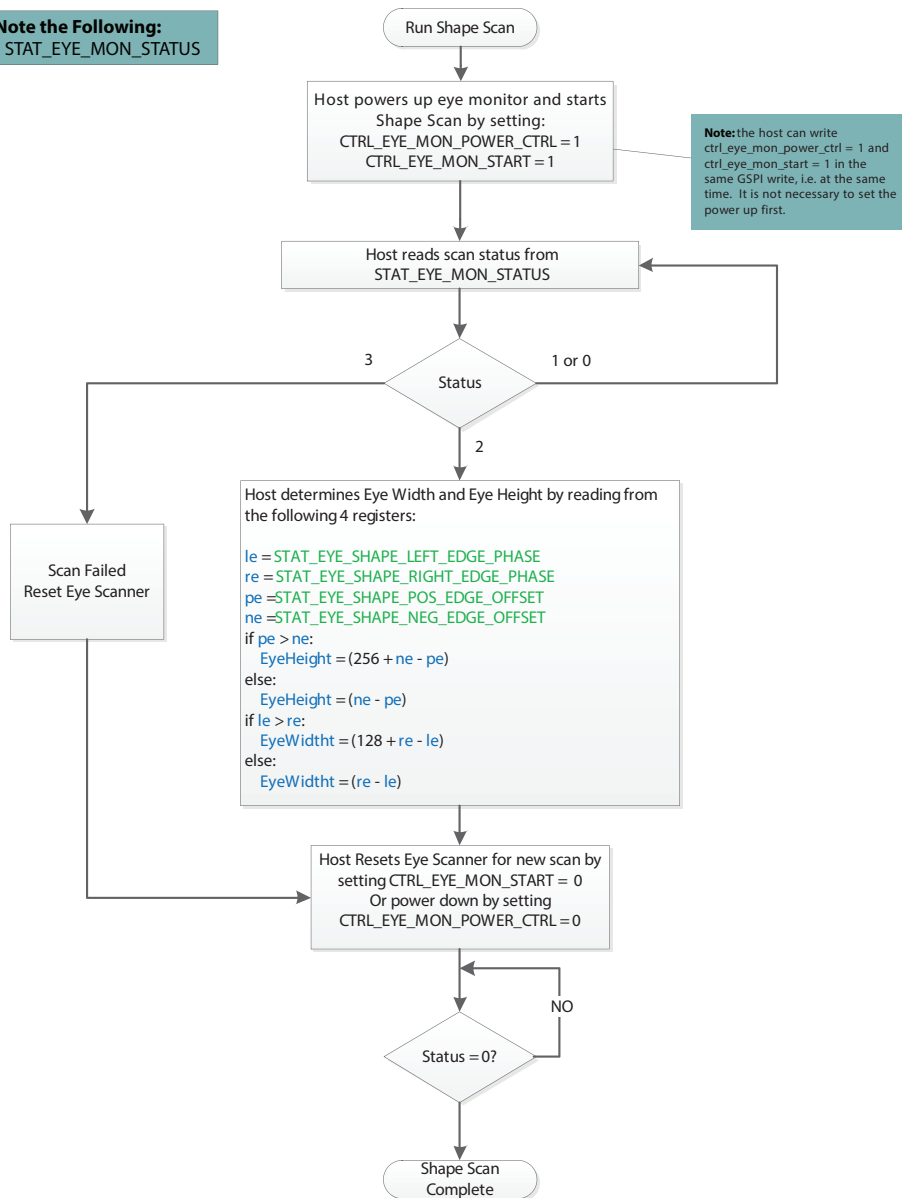 Note the Following:
STAT_EYE_MON_STATUS
Run Shape Scan
Host powers up eye monitor and starts
Shape Scan by setting:
CTRL_EYE_MON_POWER_CTRL = 1
CTRL_EYE_MON_START = 1
Note: the host can write
ctrl_eye_mon_power_ctrl = 1 and
ctrl_eye_mon_start = 1 in the
same GSPI write, i.e. at the same
time. It is not necessary to set the
power up first.
Host reads scan status from
STAT_EYE_MON_STATUS
3
1 or 0
Status
2
Host determines Eye Width and Eye Height by reading from
the following 4 registers:
le = STAT_EYE_SHAPE_LEFT_EDGE_PHASE
re = STAT_EYE_SHAPE_RIGHT_EDGE_PHASE
pe =STAT_EYE_SHAPE_POS_EDGE_OFFSET
ne =STAT_EYE_SHAPE_NEG_EDGE_OFFSET
if pe > ne:
EyeHeight = (256 + ne - pe)
else:
EyeHeight = (ne - pe)
if le > re:
EyeWidtht = (128 + re - le)
else:
EyeWidtht = (re - le)
Scan Failed
Reset Eye Scanner
Host Resets Eye Scanner for new scan by
setting CTRL_EYE_MON_START = 0
Or power down by setting
CTRL_EYE_MON_POWER_CTRL = 0
NO
Status = 0?
Shape Scan
Complete